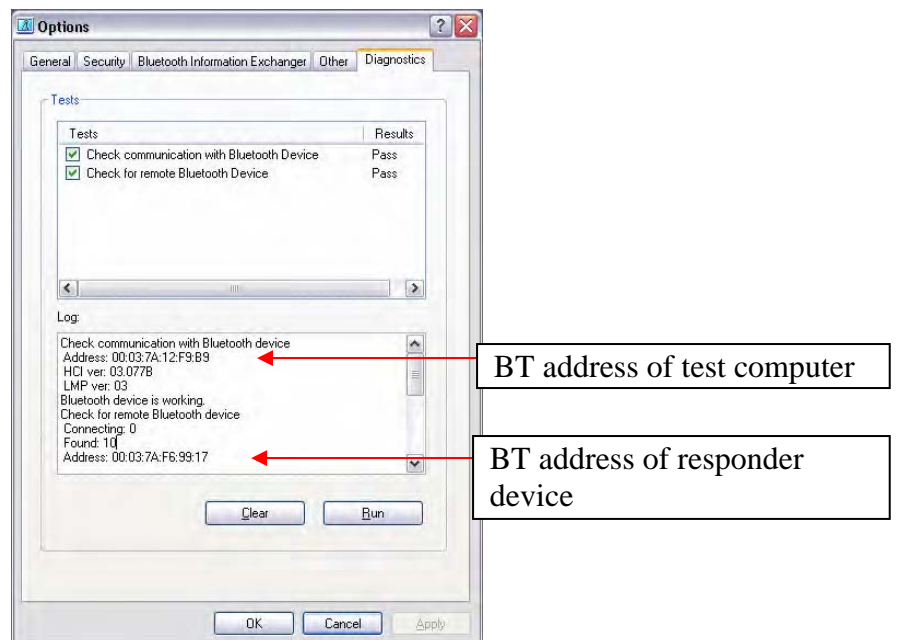 Options
General Security Bluetooth Information Exchanger Other Diagnostics
Tests
Tests Results
Check communication with Bluetooth Device Pass
Check for remote Bluetooth Device Pass
Log:
Check communication with Bluetooth device
Address: 00:03:7A:12:F9:B9
HCI ver: 03.077B
LMP ver: 03
Bluetooth device is working.
Check for remote Bluetooth device
Connecting: 0
Found: 10
Address: 00:03:7A:F6:99:17
BT address of test computer
BT address of responder
device
Clear Run
OK Cancel Apply